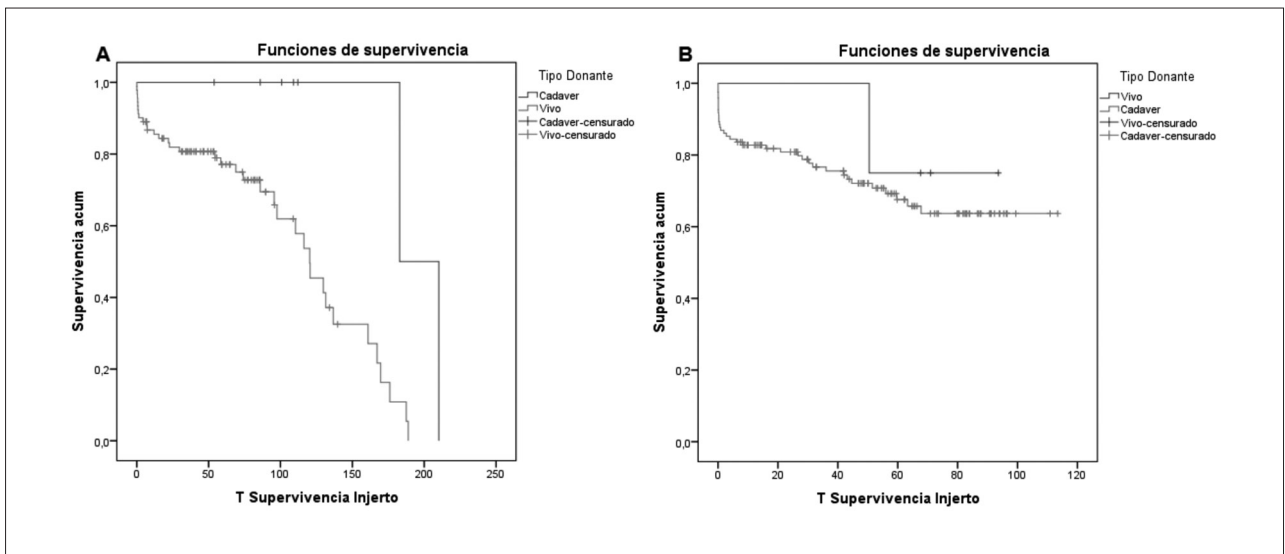 A
Funciones de supervivencia
Supervivencia acum
1,0
0,8
0,6
0,4
0,2
0,0
0
50
100
150
200
250
T Supervivencia Injerto
Tipo Donante
Cadaver
Vivo
Cadaver-censurado
Vivo-censurado
B
Funciones de supervivencia
Supervivencia acum
1,0
0,8
0,6
0,4
0,2
0,0
0
20
40
60
80
100
120
T Supervivencia Injerto
Tipo Donante
Vivo
Cadaver
Vivo-censurado
Cadaver-censurado